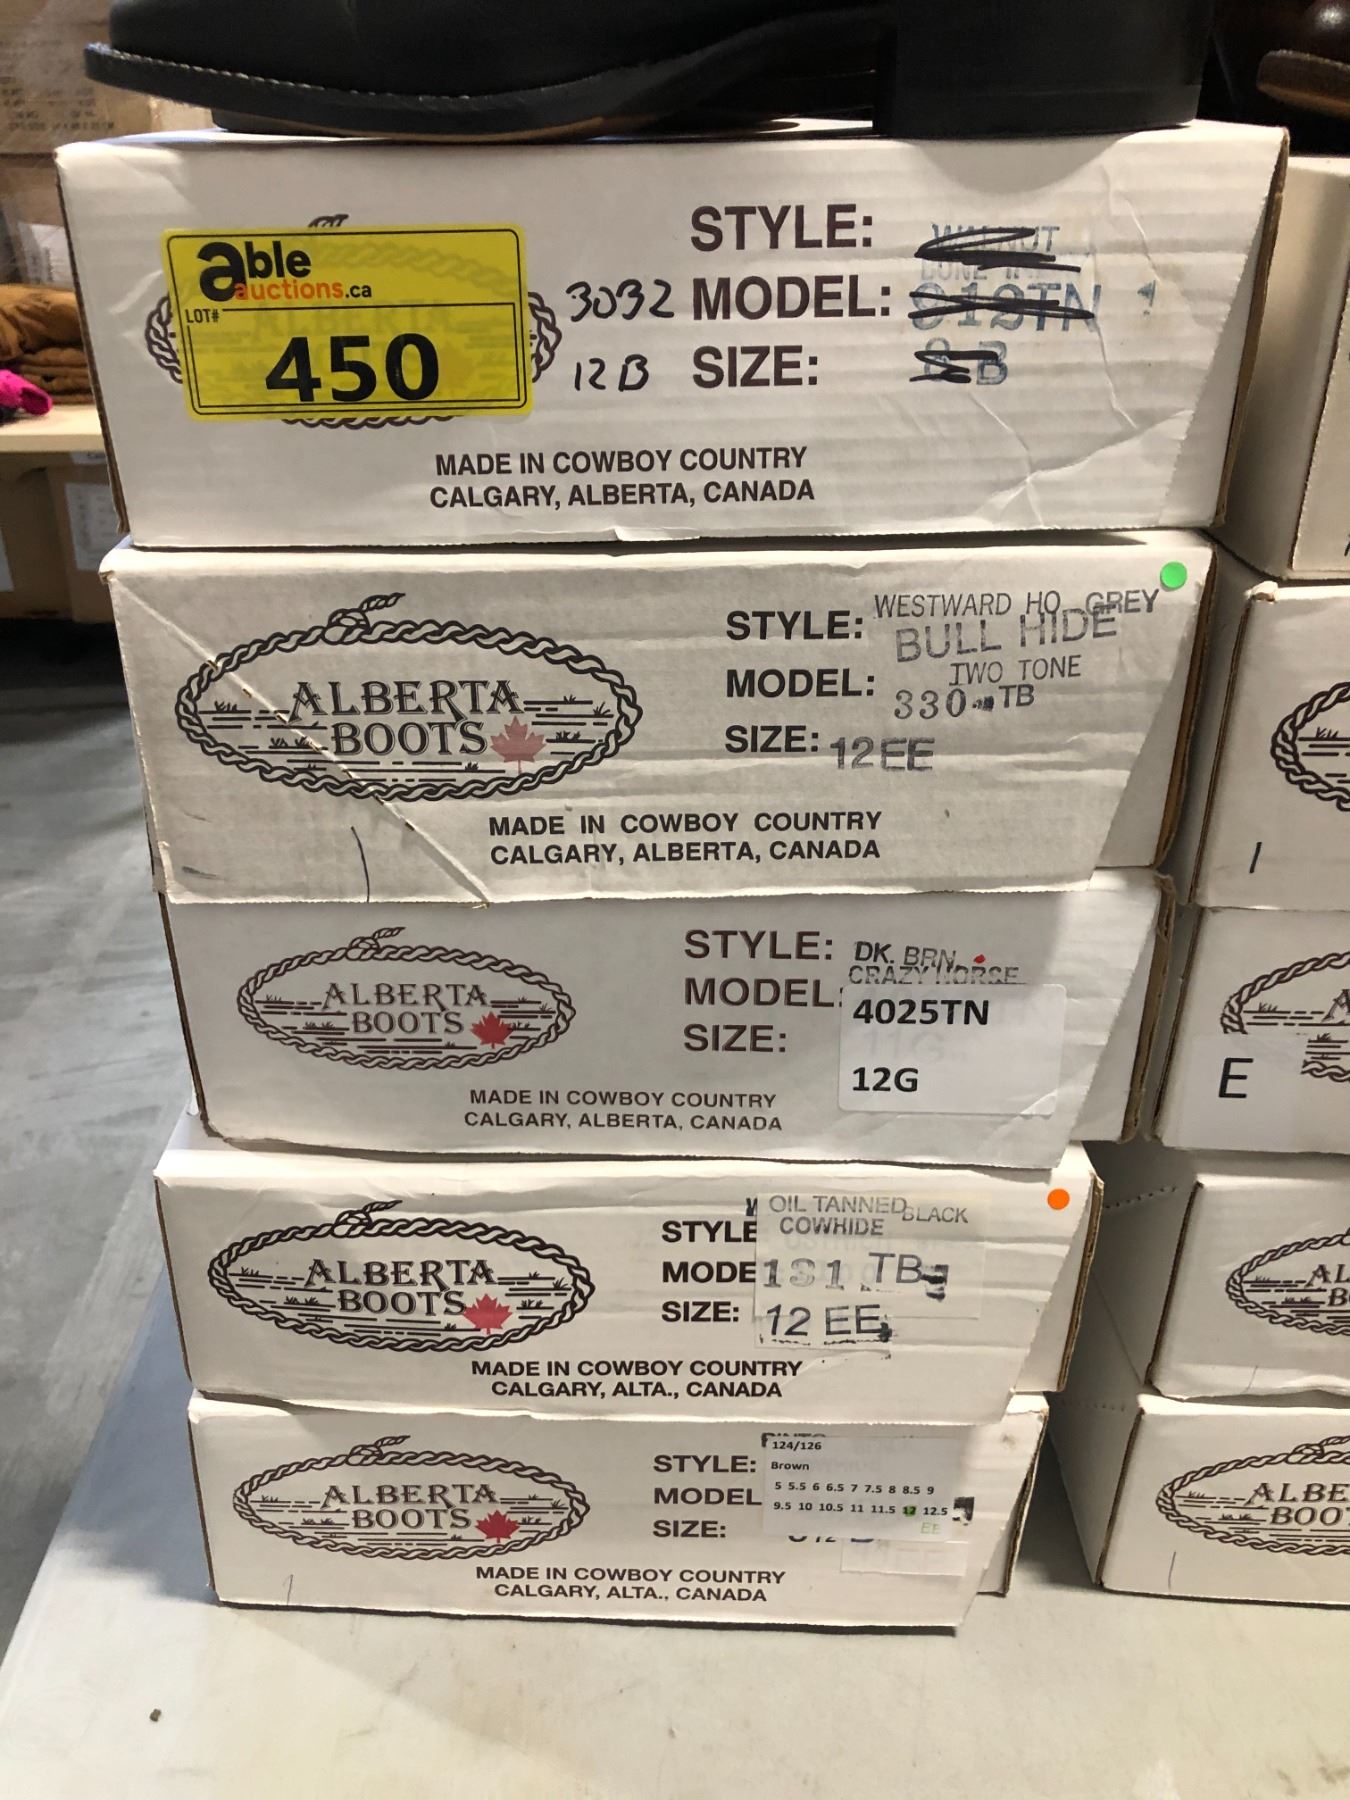 able
auctions.ca
LOT#
450
3032
12 B
STYLE:
MODEL:
SIZE: B
MADE IN COWBOY COUNTRY
CALGARY, ALBERTA, CANADA
ALBERTA
BOOTS
STYLE: WESTWARD HO GREY
BULL HIDE
MODEL: TWO TONE
330 TB
SIZE: 12EE
MADE IN COWBOY COUNTRY
CALGARY, ALBERTA, CANADA
ALBERTA
BOOTS
STYLE: DK. BRN.
CRAZY HORSE
MODEL: 4025TN
SIZE:
12G
MADE IN COWBOY COUNTRY
CALGARY, ALBERTA, CANADA
E
ALBERTA
BOOTS
OIL TANNED BLACK
STYLE COWHIDE
MODE 181 TB
SIZE: 12 EE
MADE IN COWBOY COUNTRY
CALGARY, ALTA., CANADA
ALBERTA
BOOTS
124/126
STYLE: Brown
MODEL 5 5.5 6 6.5 7 7.5 8 8.5 9
9.5 10 10.5 11 11.5 12 12.5
SIZE: EE
MADE IN COWBOY COUNTRY
CALGARY, ALTA., CANADA